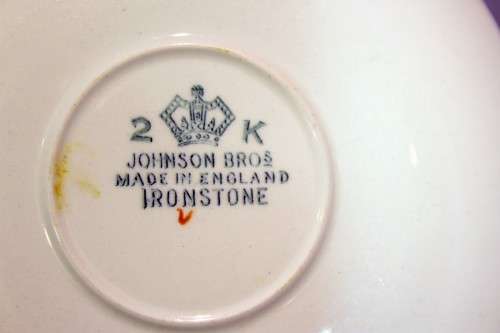 2 K
JOHNSON BROS
MADE IN ENGLAND
IRONSTONE